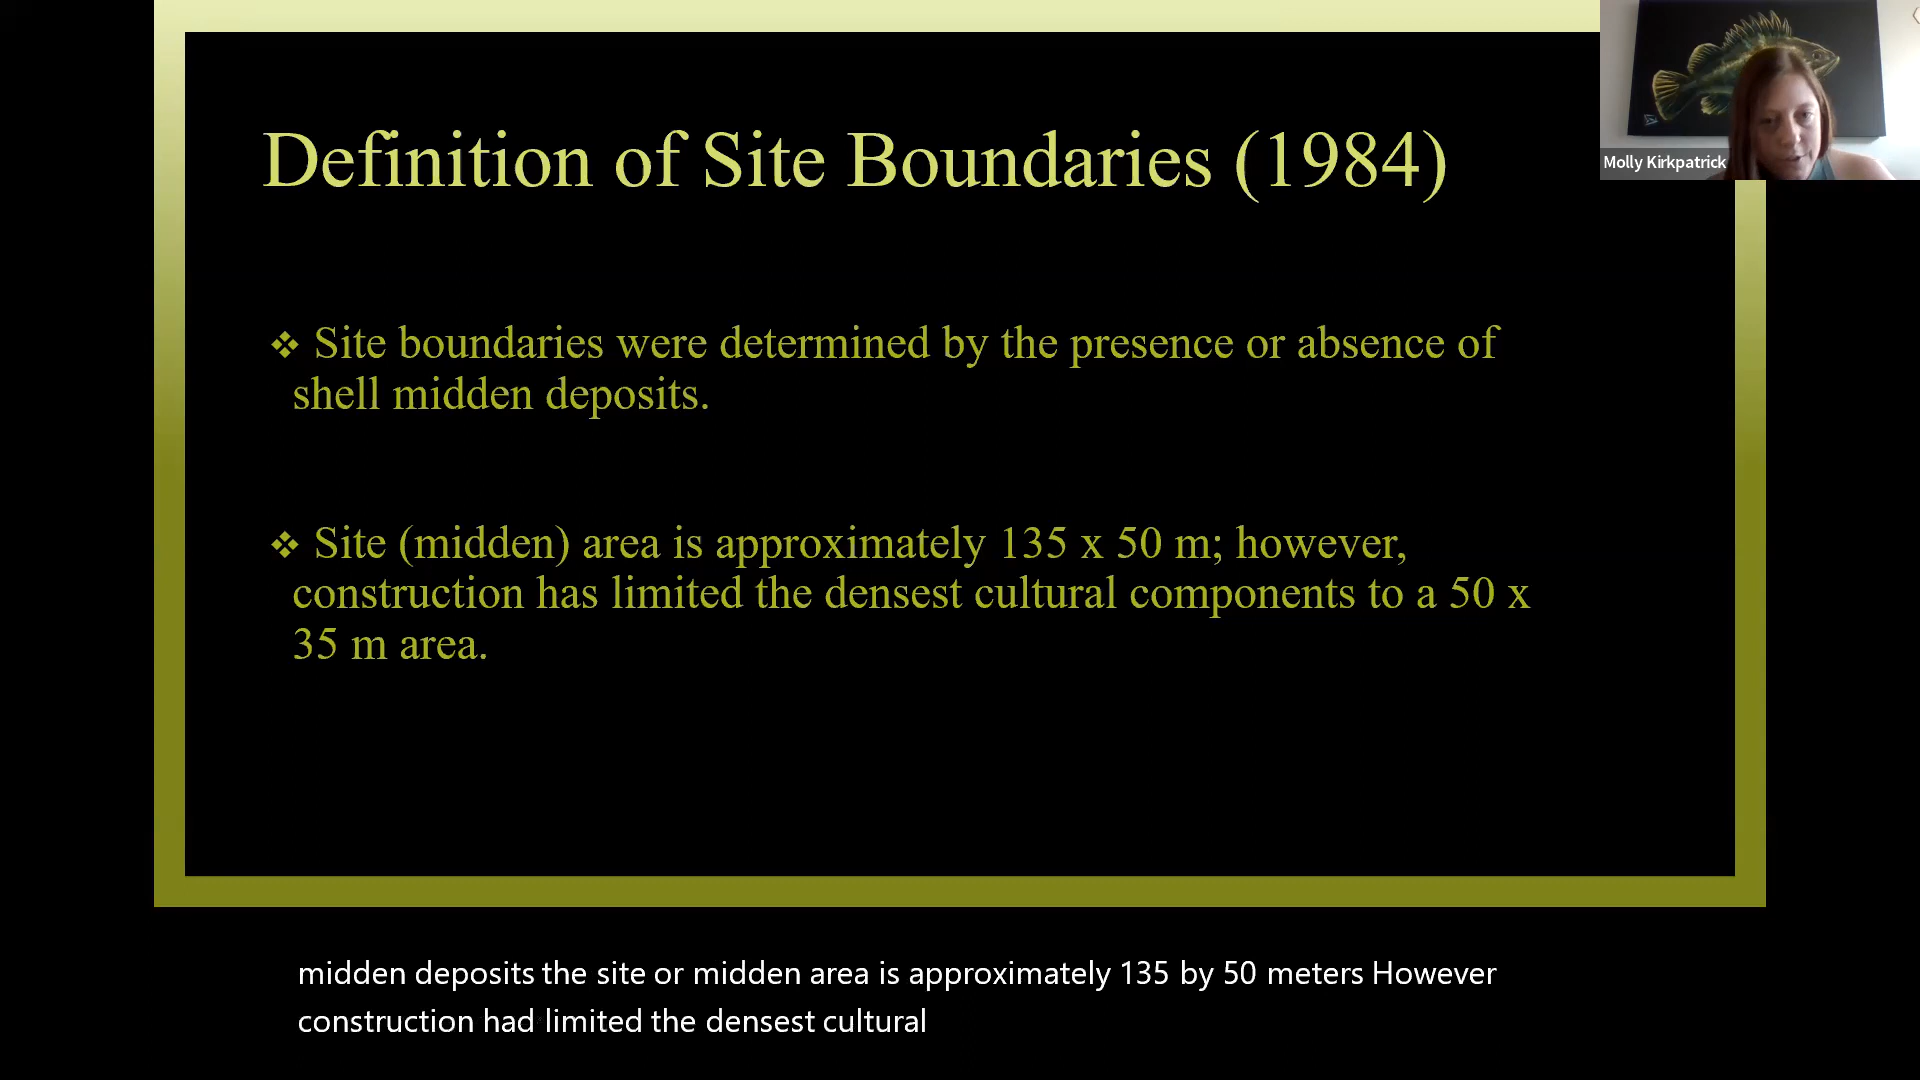 Definition of Site Boundaries (1984)
Molly Kirkpatrick
❖ Site boundaries were determined by the presence or absence of
shell midden deposits.
❖ Site (midden) area is approximately 135 x 50 m; however,
construction has limited the densest cultural components to a 50 x
35 m area.
midden deposits the site or midden area is approximately 135 by 50 meters However
construction had limited the densest cultural